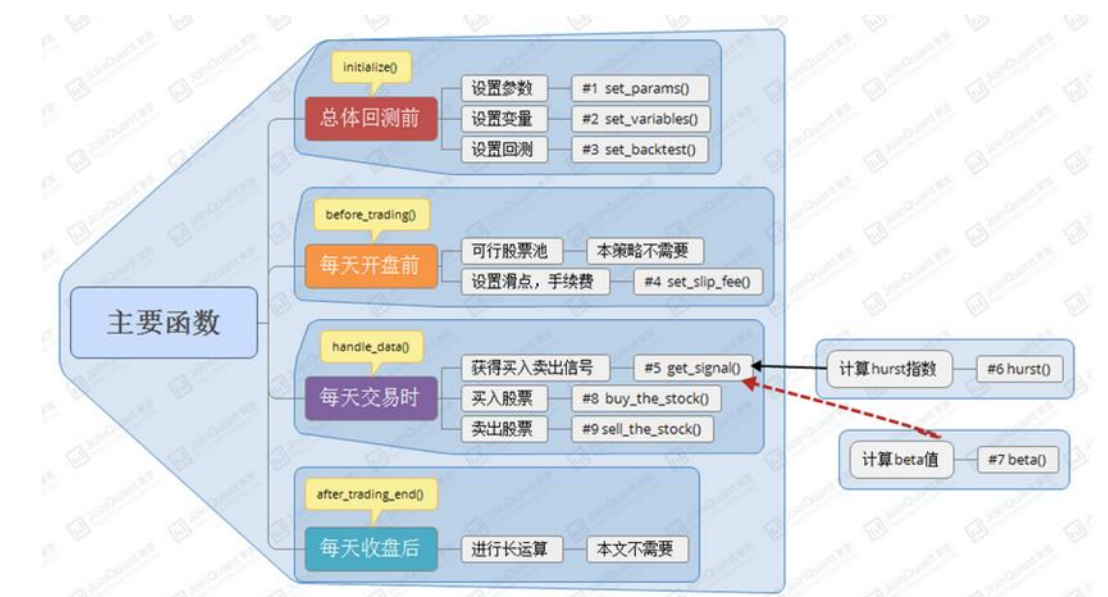 initialize()
总体回测前
设置参数 #1 set_params()
设置变量 #2 set_variables()
设置回测 #3 set_backtest()
before_trading()
每天开盘前
可行股票池 本策略不需要
设置滑点，手续费 #4 set_slip_fee()
主要函数
handle_data()
每天交易时
获得买入卖出信号 #5 get_signal()
买入股票 #8 buy_the_stock()
卖出股票 #9 sell_the_stock()
计算hurst指数 #6 hurst()
计算beta值 #7 beta()
after_trading_end()
每天收盘后
进行长运算 本文不需要
JoinQuant